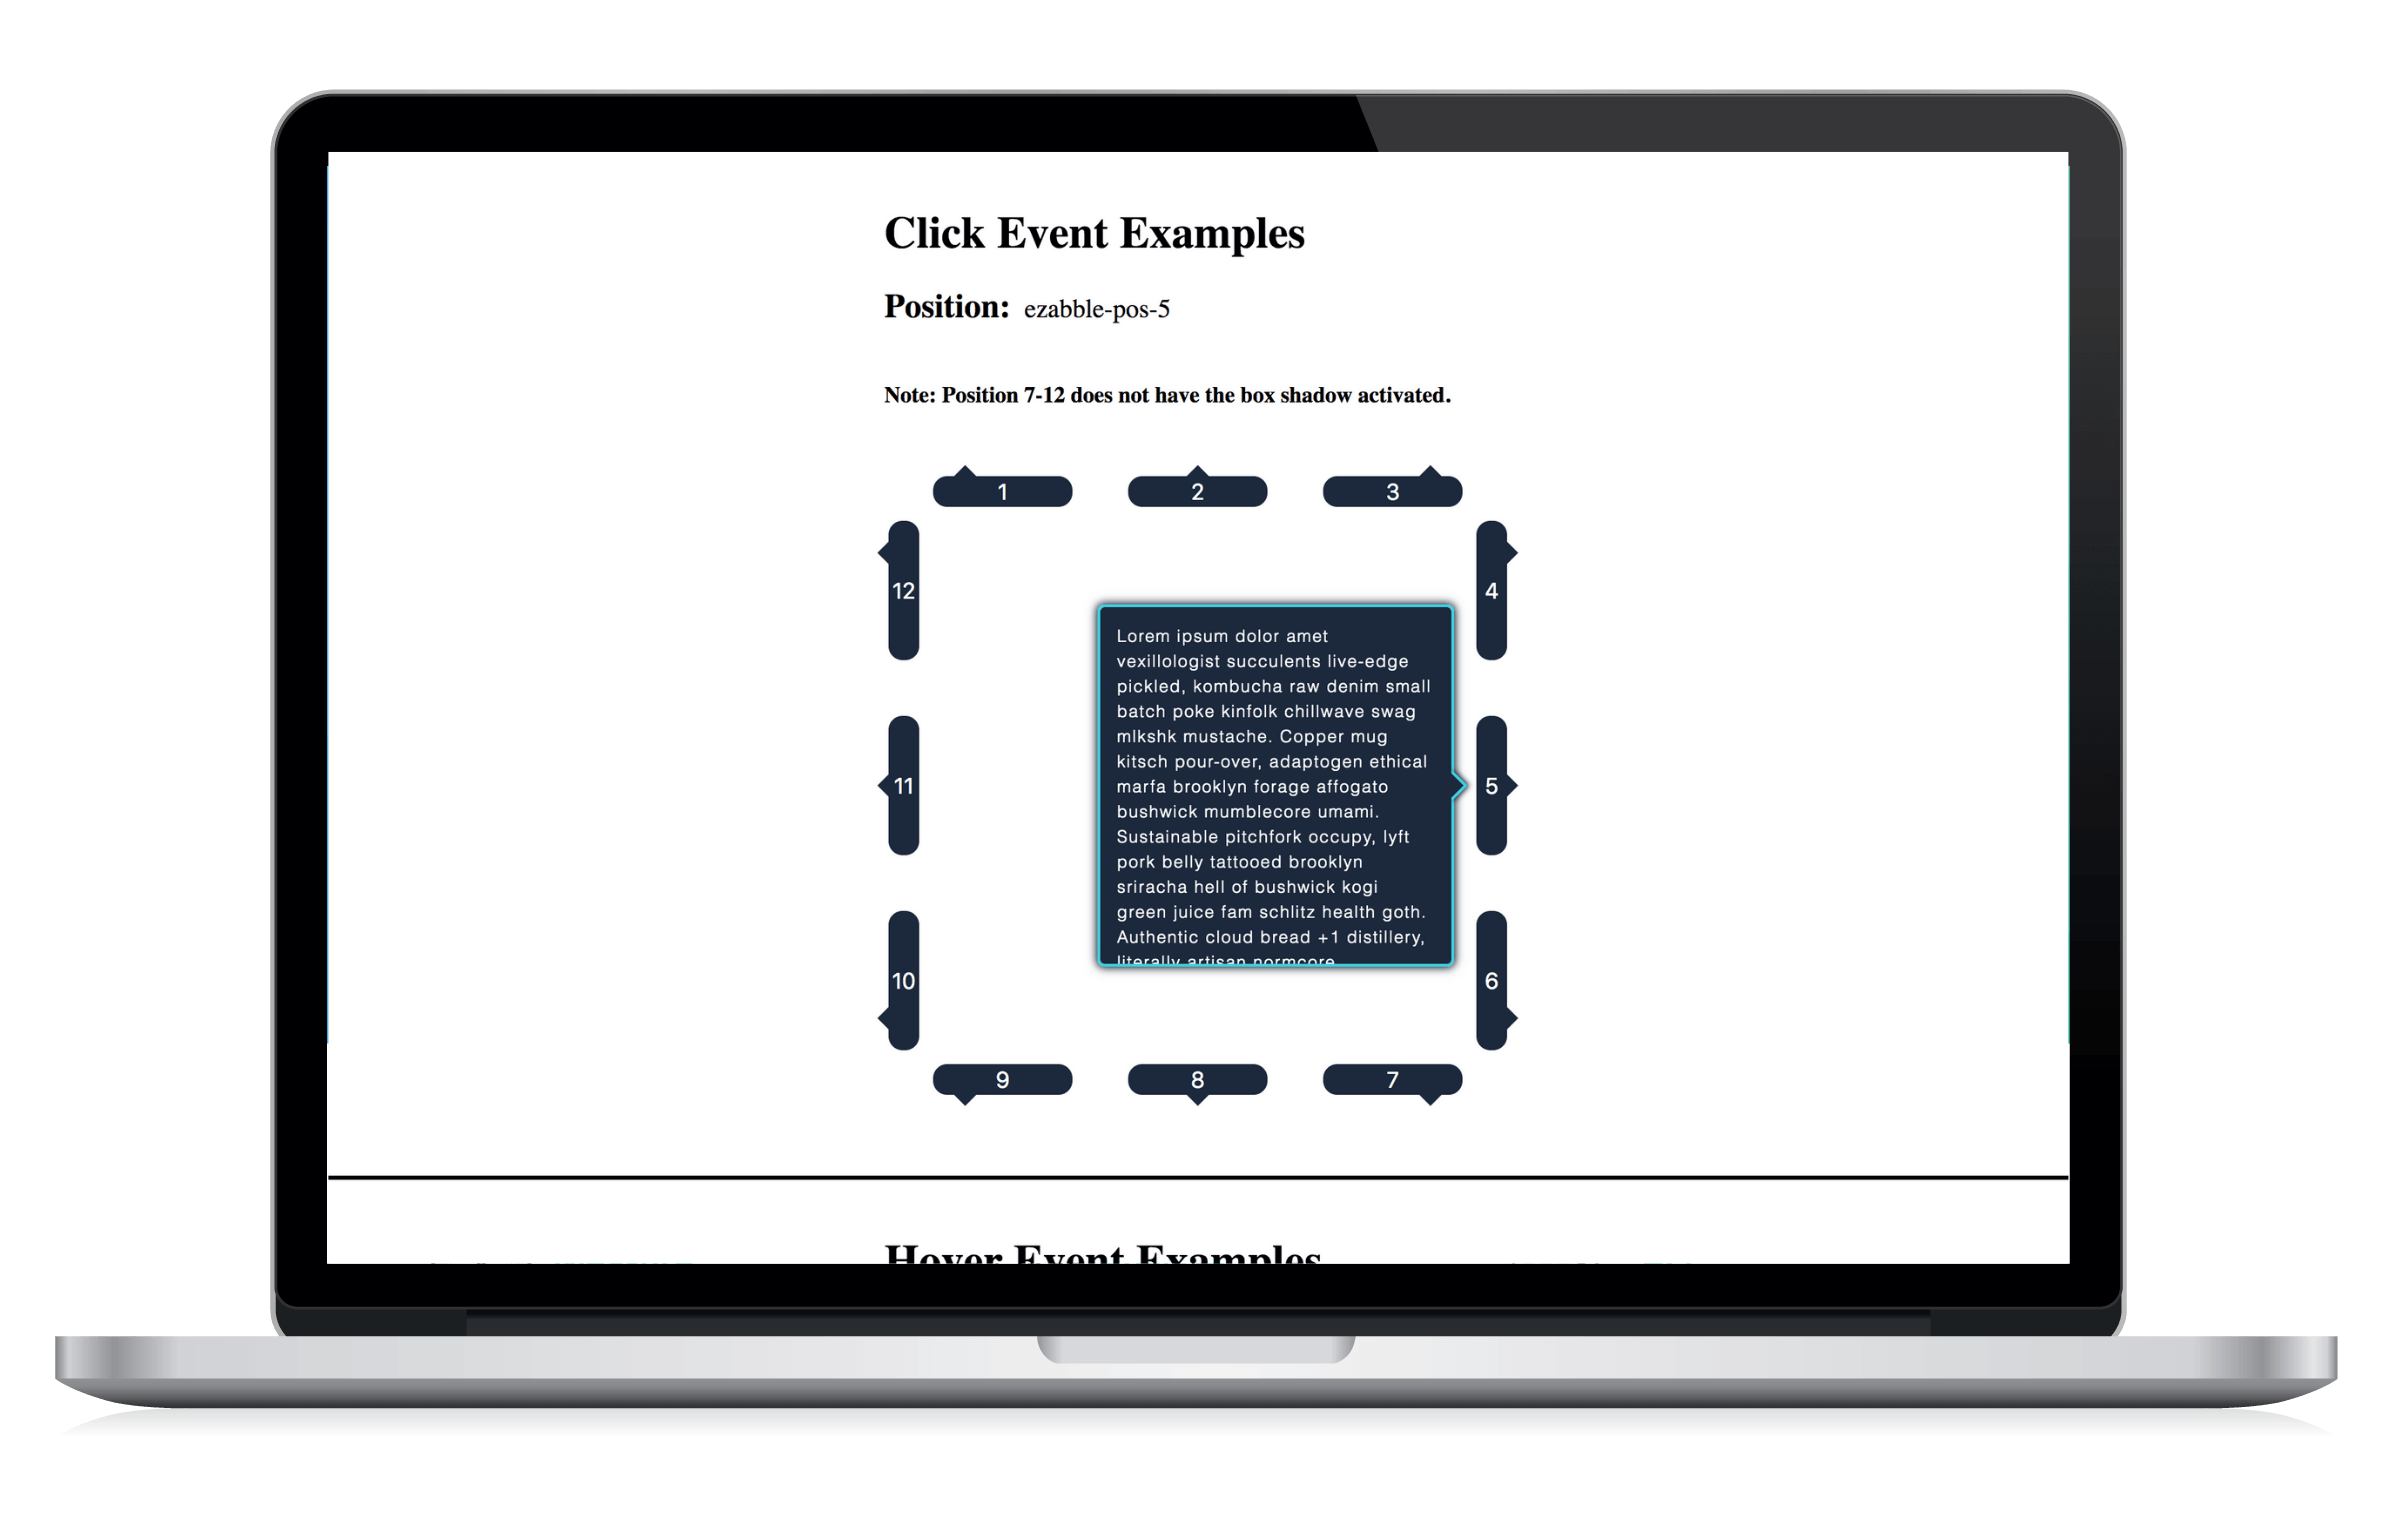 Click Event Examples
Position: ezabble-pos-5
Note: Position 7-12 does not have the box shadow activated.
1 2 3
12 4
Lorem ipsum dolor amet
vexillologist succulents live-edge
pickled, kombucha raw denim small
batch poke kinfolk chillwave swag
mlkshk mustache. Copper mug
kitsch pour-over, adaptogen ethical
marfa brooklyn forage affogato
bushwick mumblecore umami.
Sustainable pitchfork occupy, lyft
pork belly tattooed brooklyn
sriracha hell of bushwick kogi
green juice fam schlitz health goth.
Authentic cloud bread +1 distillery,
literally artisan normcore
11 5
10 6
9 8 7
Hover Event Examples